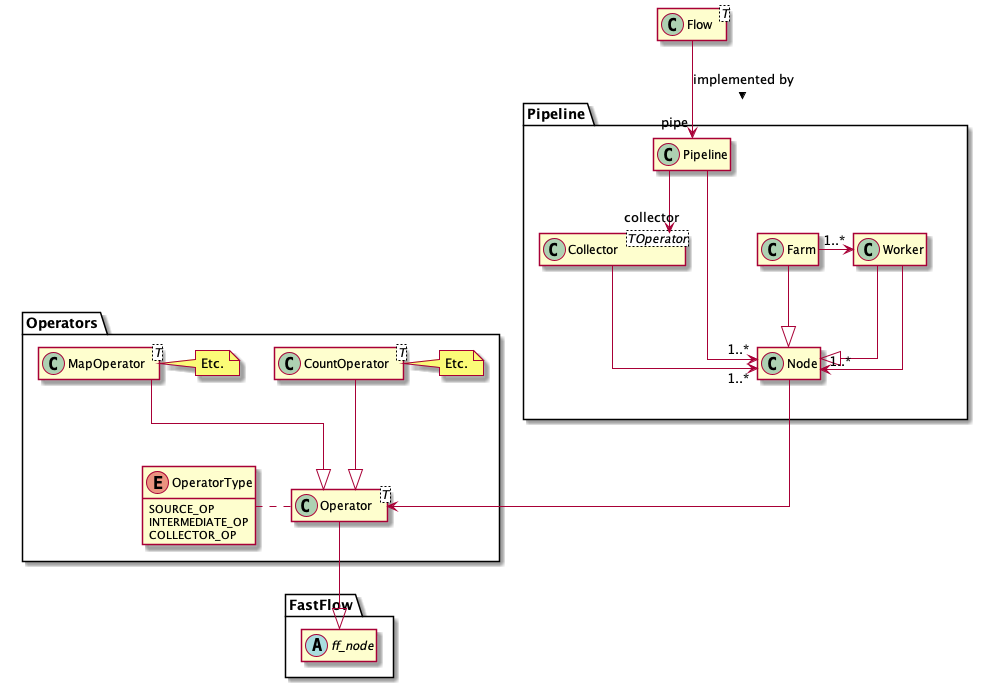 C Flow
T
implemented by
▼
Pipeline
pipe
C Pipeline
collector
C Collector
TOperator
C Farm
1..*
C Worker
Operators
C MapOperator
T
Etc.
C CountOperator
T
Etc.
1..*
C Node
1..*
1..*
E OperatorType
SOURCE_OP
INTERMEDIATE_OP
COLLECTOR_OP
C Operator
T
FastFlow
A ff_node